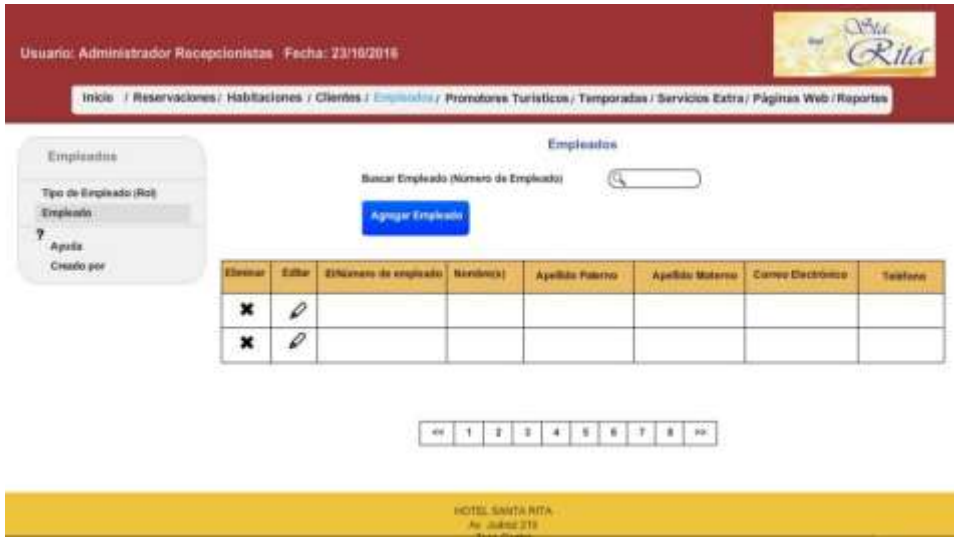 Usuario: Administrador Recepcionistas Fecha: 23/10/2016
Sta
Rita
Inicio / Reservaciones / Habitaciones / Clientes / Empleados / Promotores Turísticos / Temporadas / Servicios Extra / Páginas Web / Reportes
Empleados
Tipo de Empleado (Rol)
Empleado
?
Ayuda
Creado por
Empleados
Buscar Empleado (Número de Empleado)
Agregar Empleado
Eliminar Editar Número de empleado Nombre(s) Apellido Paterno Apellido Materno Correo Electrónico Teléfono
<< 1 2 3 4 5 6 7 8 >>
HOTEL SANTA RITA
Av. Juárez 210